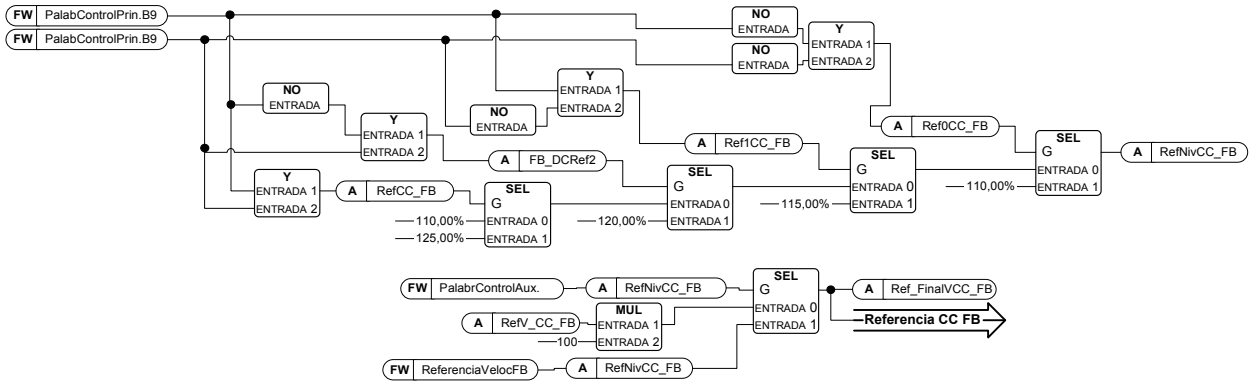 FW PalabControlPrin.B9
FW PalabControlPrin.B9
NO
ENTRADA
NO
ENTRADA
Y
ENTRADA 1
ENTRADA 2
NO
ENTRADA
Y
ENTRADA 1
ENTRADA 2
NO
ENTRADA
Y
ENTRADA 1
ENTRADA 2
A Ref0CC_FB
SEL
G
ENTRADA 0
ENTRADA 1
110,00%
A RefNivCC_FB
A Ref1CC_FB
SEL
G
ENTRADA 0
ENTRADA 1
115,00%
A FB_DCRef2
SEL
G
ENTRADA0
ENTRADA1
120,00%
Y
ENTRADA 1
ENTRADA 2
A RefCC_FB
SEL
G
ENTRADA 0
ENTRADA 1
110,00%
125,00%
FW PalabrControlAux.
A RefNivCC_FB
SEL
G
ENTRADA 0
ENTRADA 1
A Ref_FinalVCC_FB
Referencia CC FB
A RefV_CC_FB
MUL
ENTRADA 1
ENTRADA 2
100
FW ReferenciaVelocFB
A RefNivCC_FB